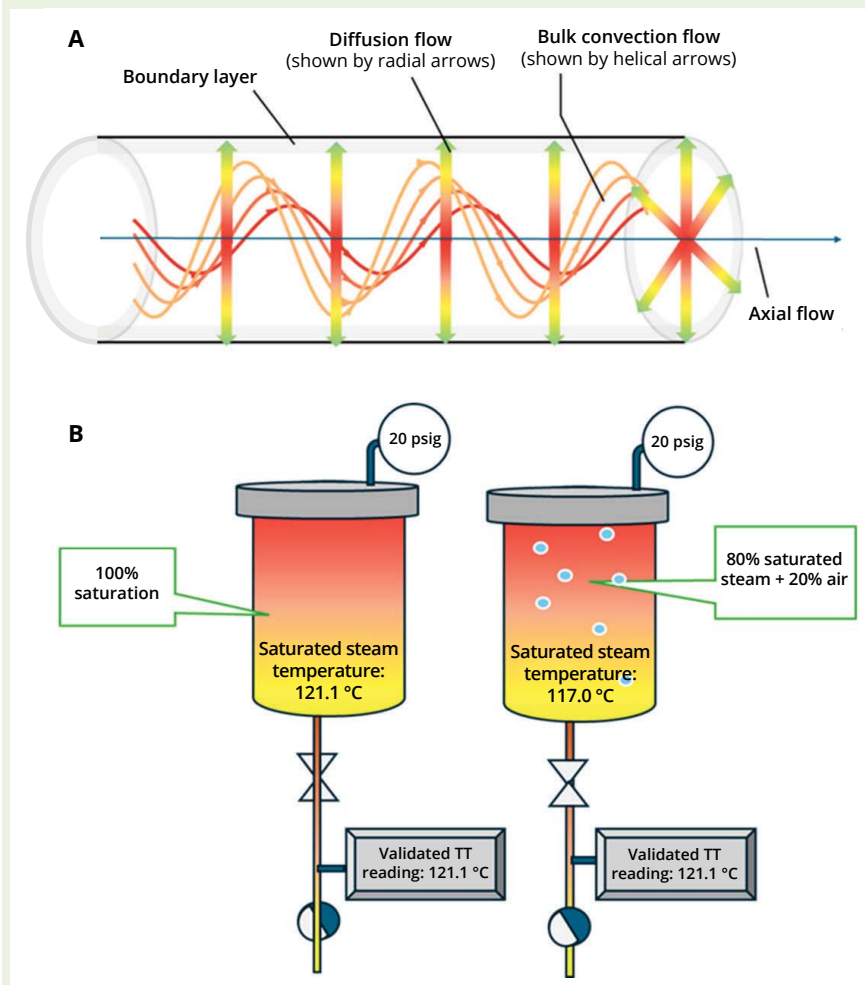 A
Diffusion flow
(shown by radial arrows)
Bulk convection flow
(shown by helical arrows)
Boundary layer
Axial flow
B
20 psig
20 psig
100%
saturation
80% saturated
steam + 20% air
Saturated steam
temperature:
121.1 °C
Saturated steam
temperature:
117.0 °C
Validated TT
reading: 121.1 °C
Validated TT
reading: 121.1 °C